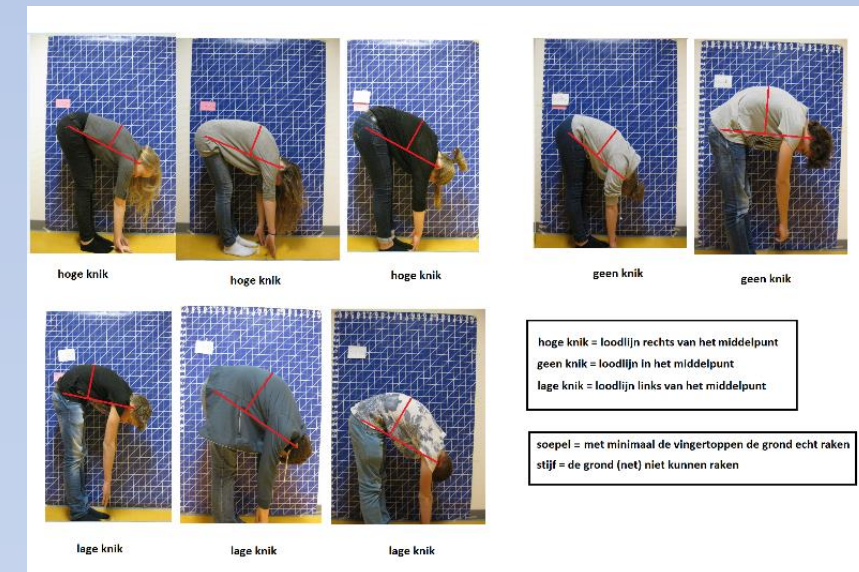 hoge knik
hoge knik
hoge knik
geen knik
geen knik
hoge knik = loodlijn rechts van het middelpunt
geen knik = loodlijn in het middelpunt
lage knik = loodlijn links van het middelpunt
soepel = met minimaal de vingertoppen de grond echt raken
stijf = de grond (net) niet kunnen raken
lage knik
lage knik
lage knik